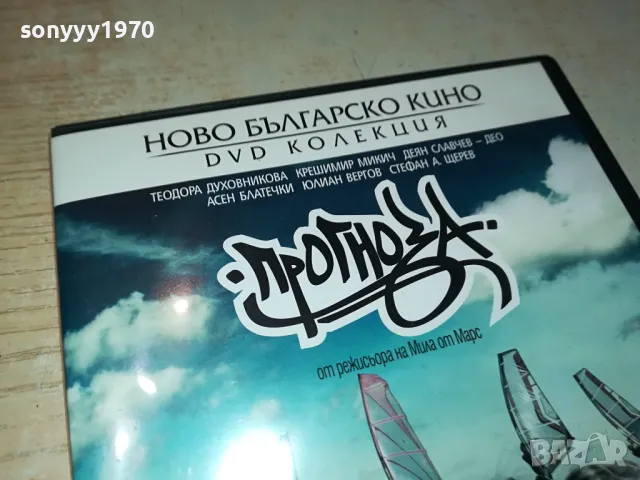 sonyyy1970
НОВО БЪЛГАРСКО КИНО
DVD КОЛЕКЦИЯ
ТЕОДОРА ДУХОВНИКОВА КРЕШИМИР МИКИЧ ДЕЯН СЛАВЧЕВ – ДЕО
АСЕН БЛАТЕЧКИ ЮЛИАН ВЕРГОВ СТЕФАН А. ЩЕРЕВ
ПРОГНОЗА
от режисьора на Мила от Марс
BAZAR